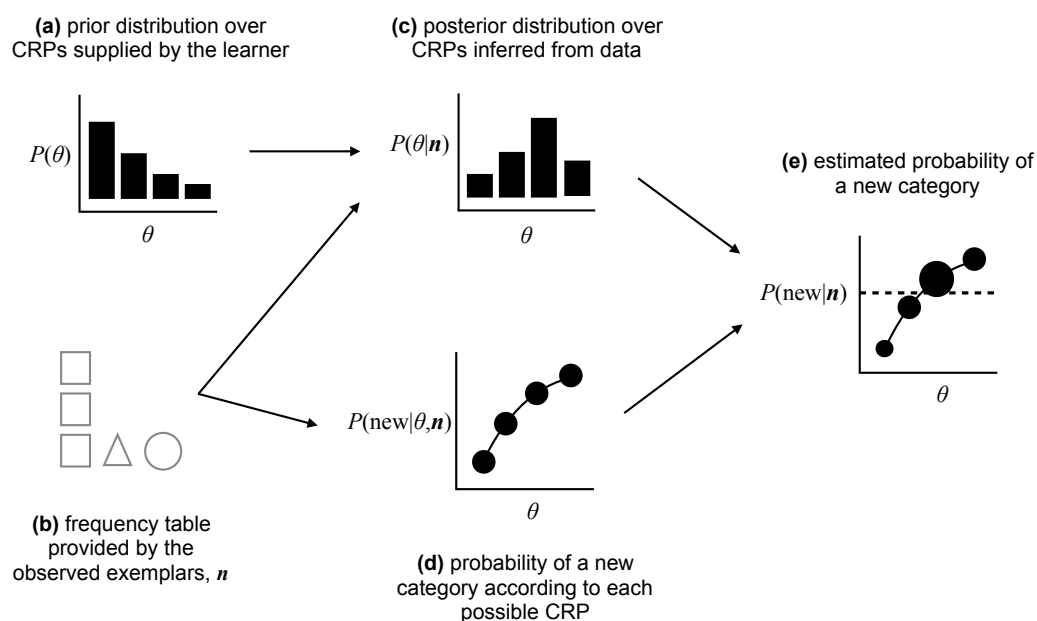 (a) prior distribution over
CRPs supplied by the learner
P(θ)
θ
(c) posterior distribution over
CRPs inferred from data
P(θ|n)
θ
(e) estimated probability of
a new category
P(new|n)
θ
(b) frequency table
provided by the
observed exemplars, n
P(new|θ,n)
θ
(d) probability of a new
category according to each
possible CRP